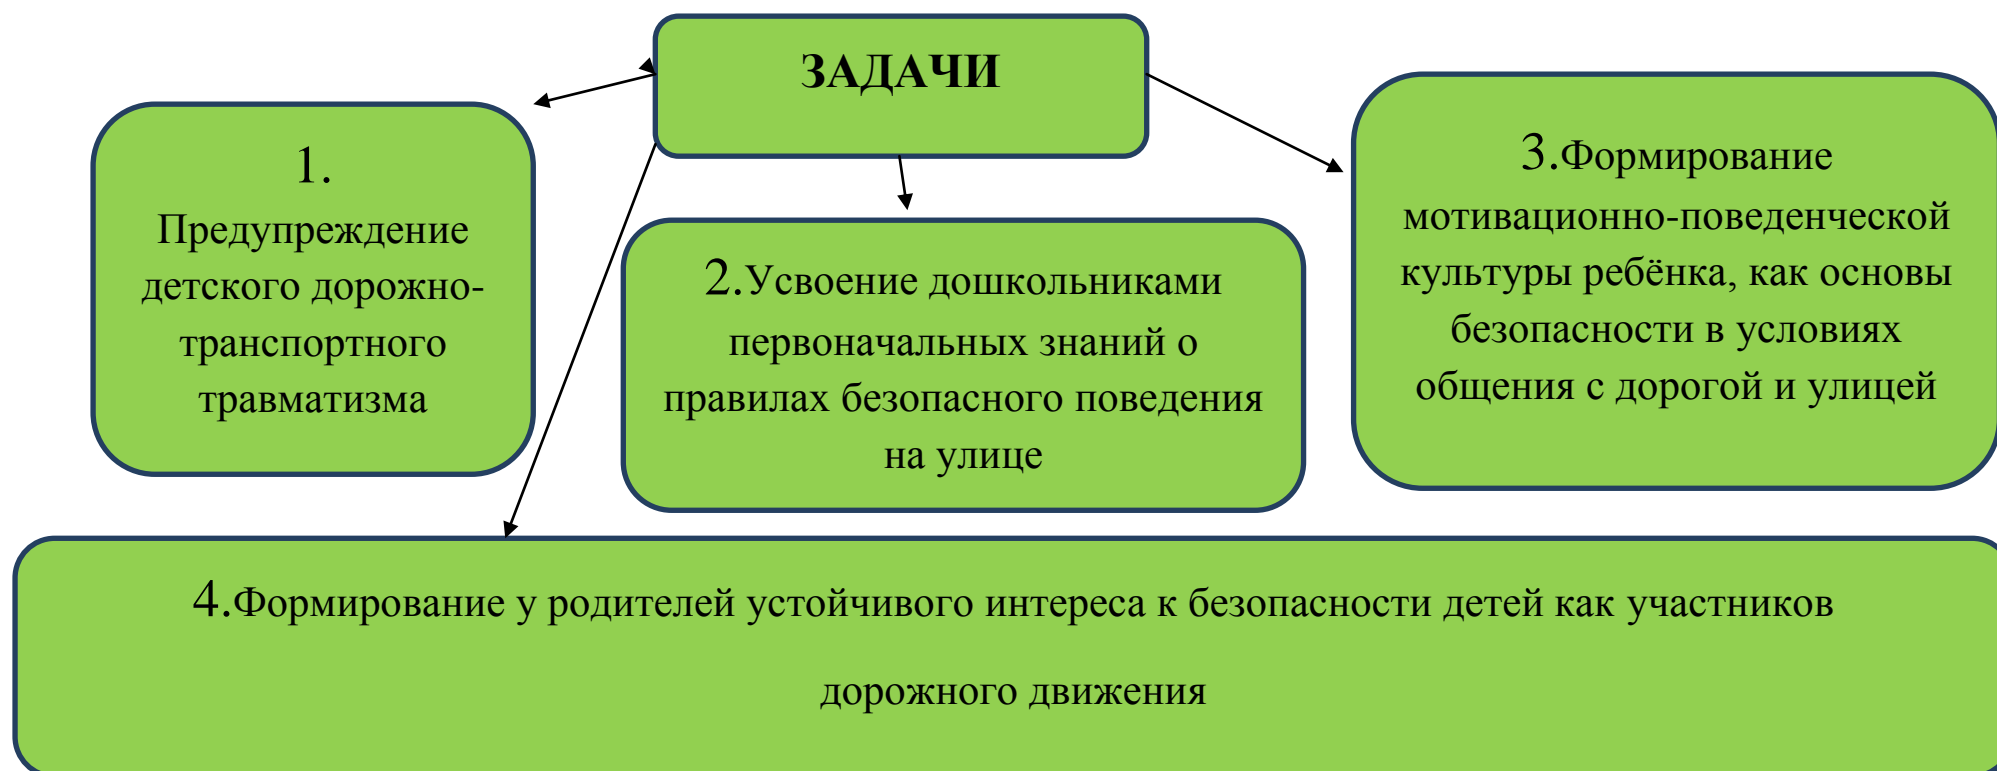 ЗАДАЧИ
1.
Предупреждение
детского дорожно-
транспортного
травматизма
2.Усвоение дошкольниками
первоначальных знаний о
правилах безопасного поведения
на улице
3.Формирование
мотивационно-поведенческой
культуры ребёнка, как основы
безопасности в условиях
общения с дорогой и улицей
4.Формирование у родителей устойчивого интереса к безопасности детей как участников
дорожного движения